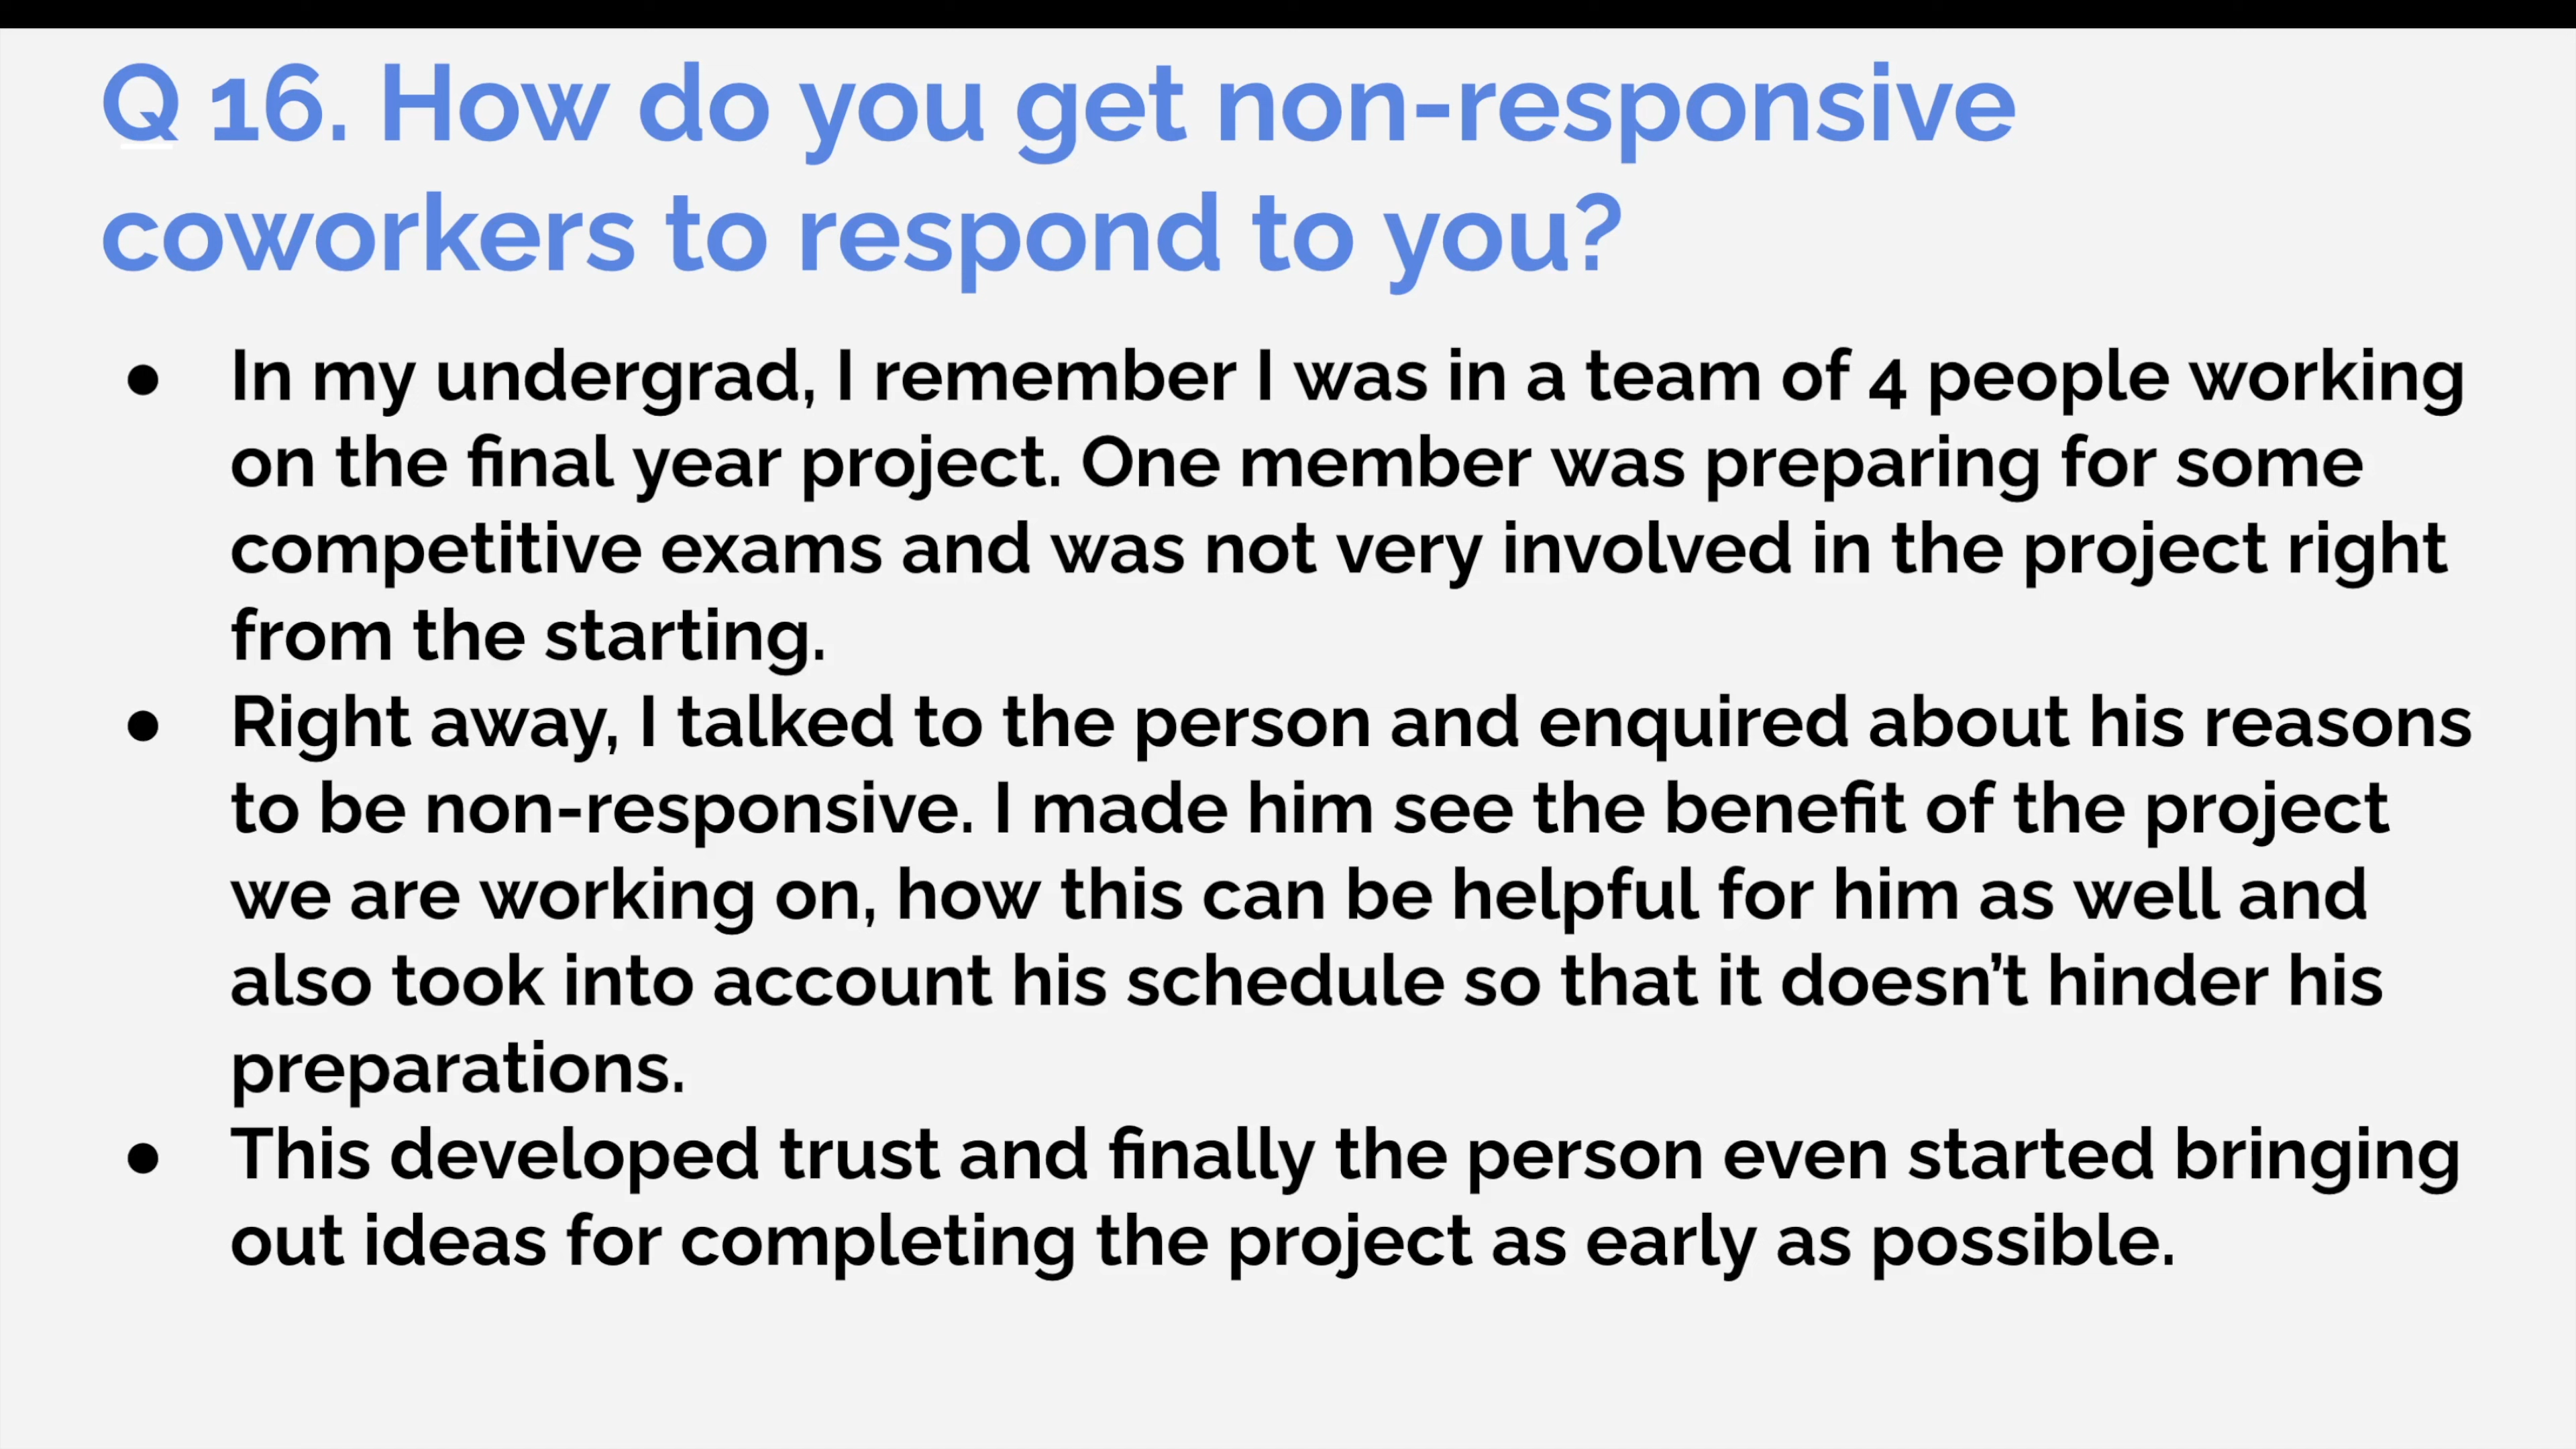 Q 16. How do you get non-responsive
coworkers to respond to you?
● In my undergrad, I remember I was in a team of 4 people working
on the final year project. One member was preparing for some
competitive exams and was not very involved in the project right
from the starting.
● Right away, I talked to the person and enquired about his reasons
to be non-responsive. I made him see the benefit of the project
we are working on, how this can be helpful for him as well and
also took into account his schedule so that it doesn’t hinder his
preparations.
● This developed trust and finally the person even started bringing
out ideas for completing the project as early as possible.